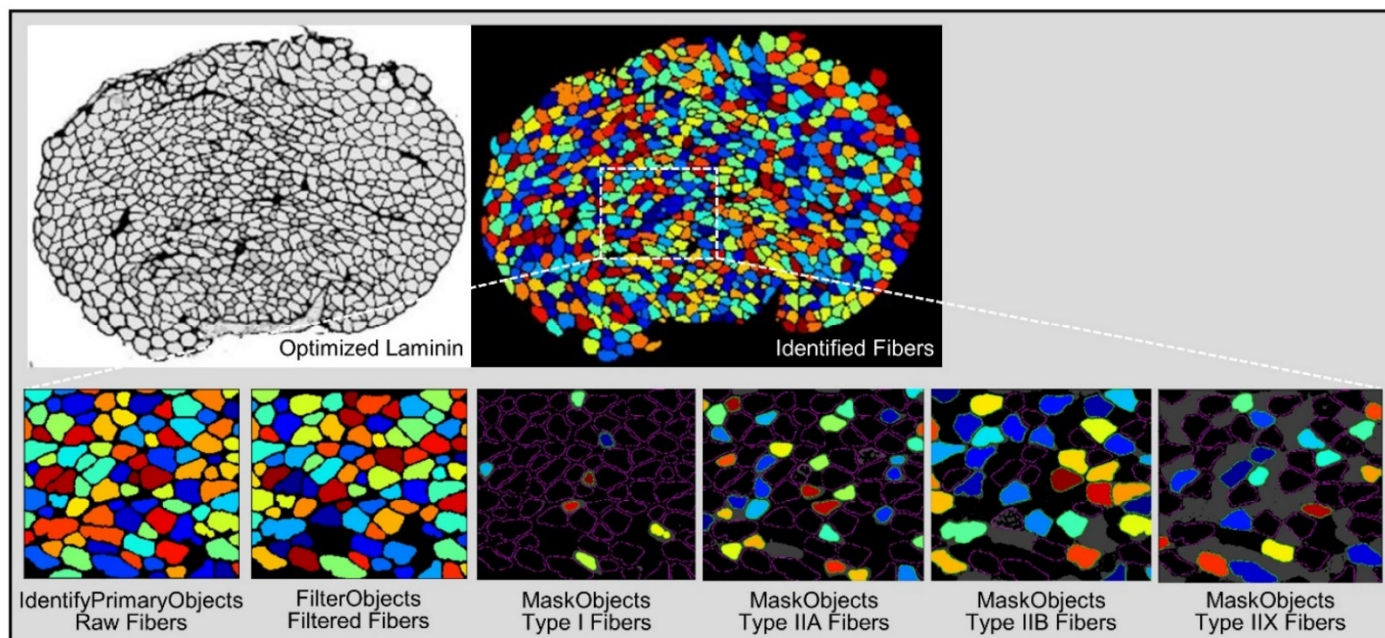 Optimized Laminin
Identified Fibers
IdentifyPrimaryObjects
Raw Fibers
FilterObjects
Filtered Fibers
MaskObjects
Type I Fibers
MaskObjects
Type IIA Fibers
MaskObjects
Type IIB Fibers
MaskObjects
Type IIX Fibers